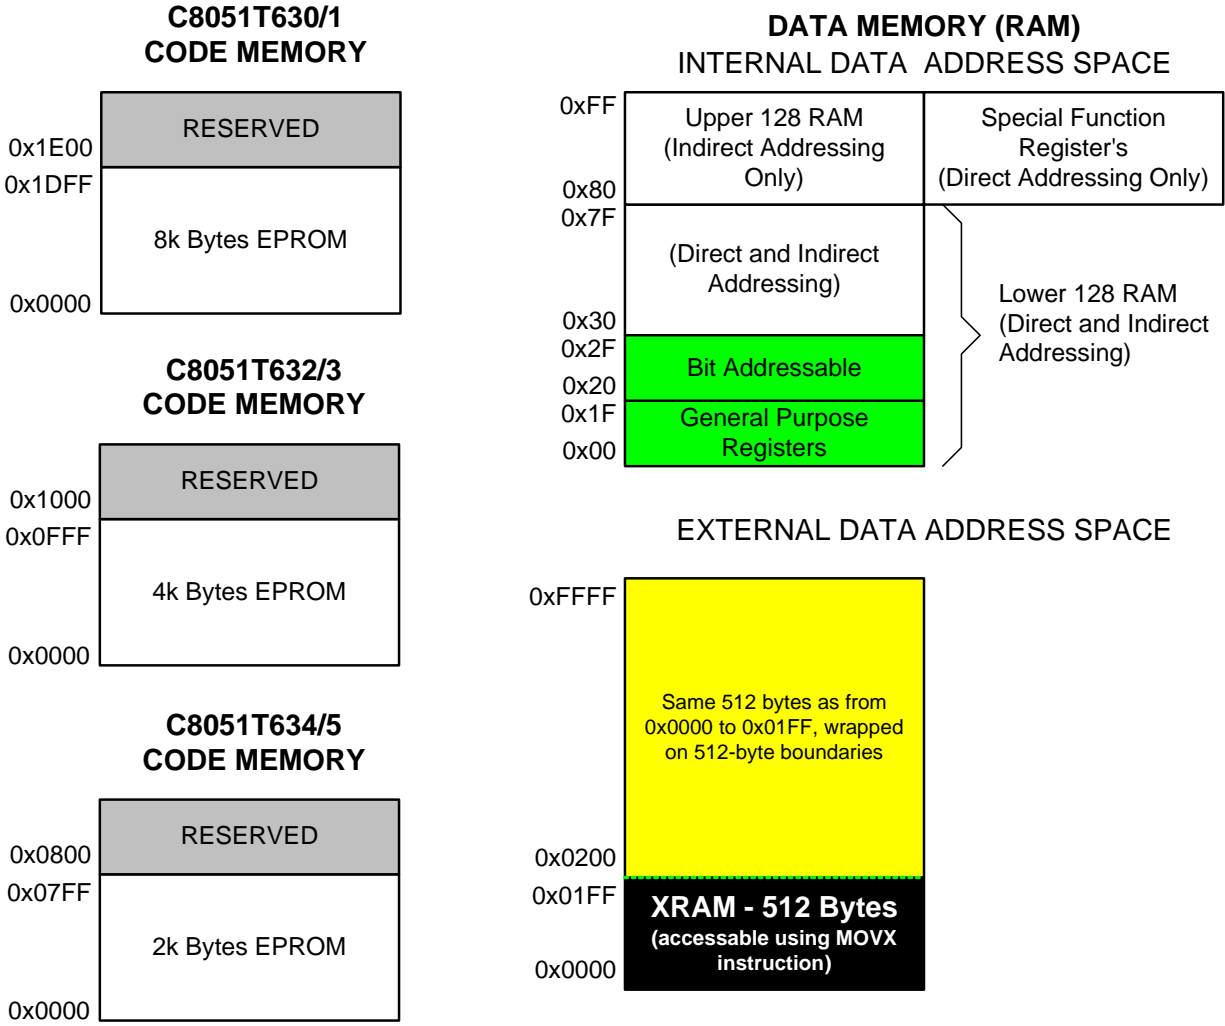 C8051T630/1
CODE MEMORY
RESERVED
0x1E00
0x1DFF
8k Bytes EPROM
0x0000
C8051T632/3
CODE MEMORY
RESERVED
0x1000
0x0FFF
4k Bytes EPROM
0x0000
C8051T634/5
CODE MEMORY
RESERVED
0x0800
0x07FF
2k Bytes EPROM
0x0000
DATA MEMORY (RAM)
INTERNAL DATA ADDRESS SPACE
0xFF
Upper 128 RAM
(Indirect Addressing
Only)
0x80
Special Function
Register's
(Direct Addressing Only)
0x7F
(Direct and Indirect
Addressing)
0x30
0x2F
Bit Addressable
0x20
0x1F
General Purpose
Registers
0x00
Lower 128 RAM
(Direct and Indirect
Addressing)
EXTERNAL DATA ADDRESS SPACE
0xFFFF
Same 512 bytes as from
0x0000 to 0x01FF, wrapped
on 512-byte boundaries
0x0200
0x01FF
XRAM - 512 Bytes
(accessable using MOVX
instruction)
0x0000